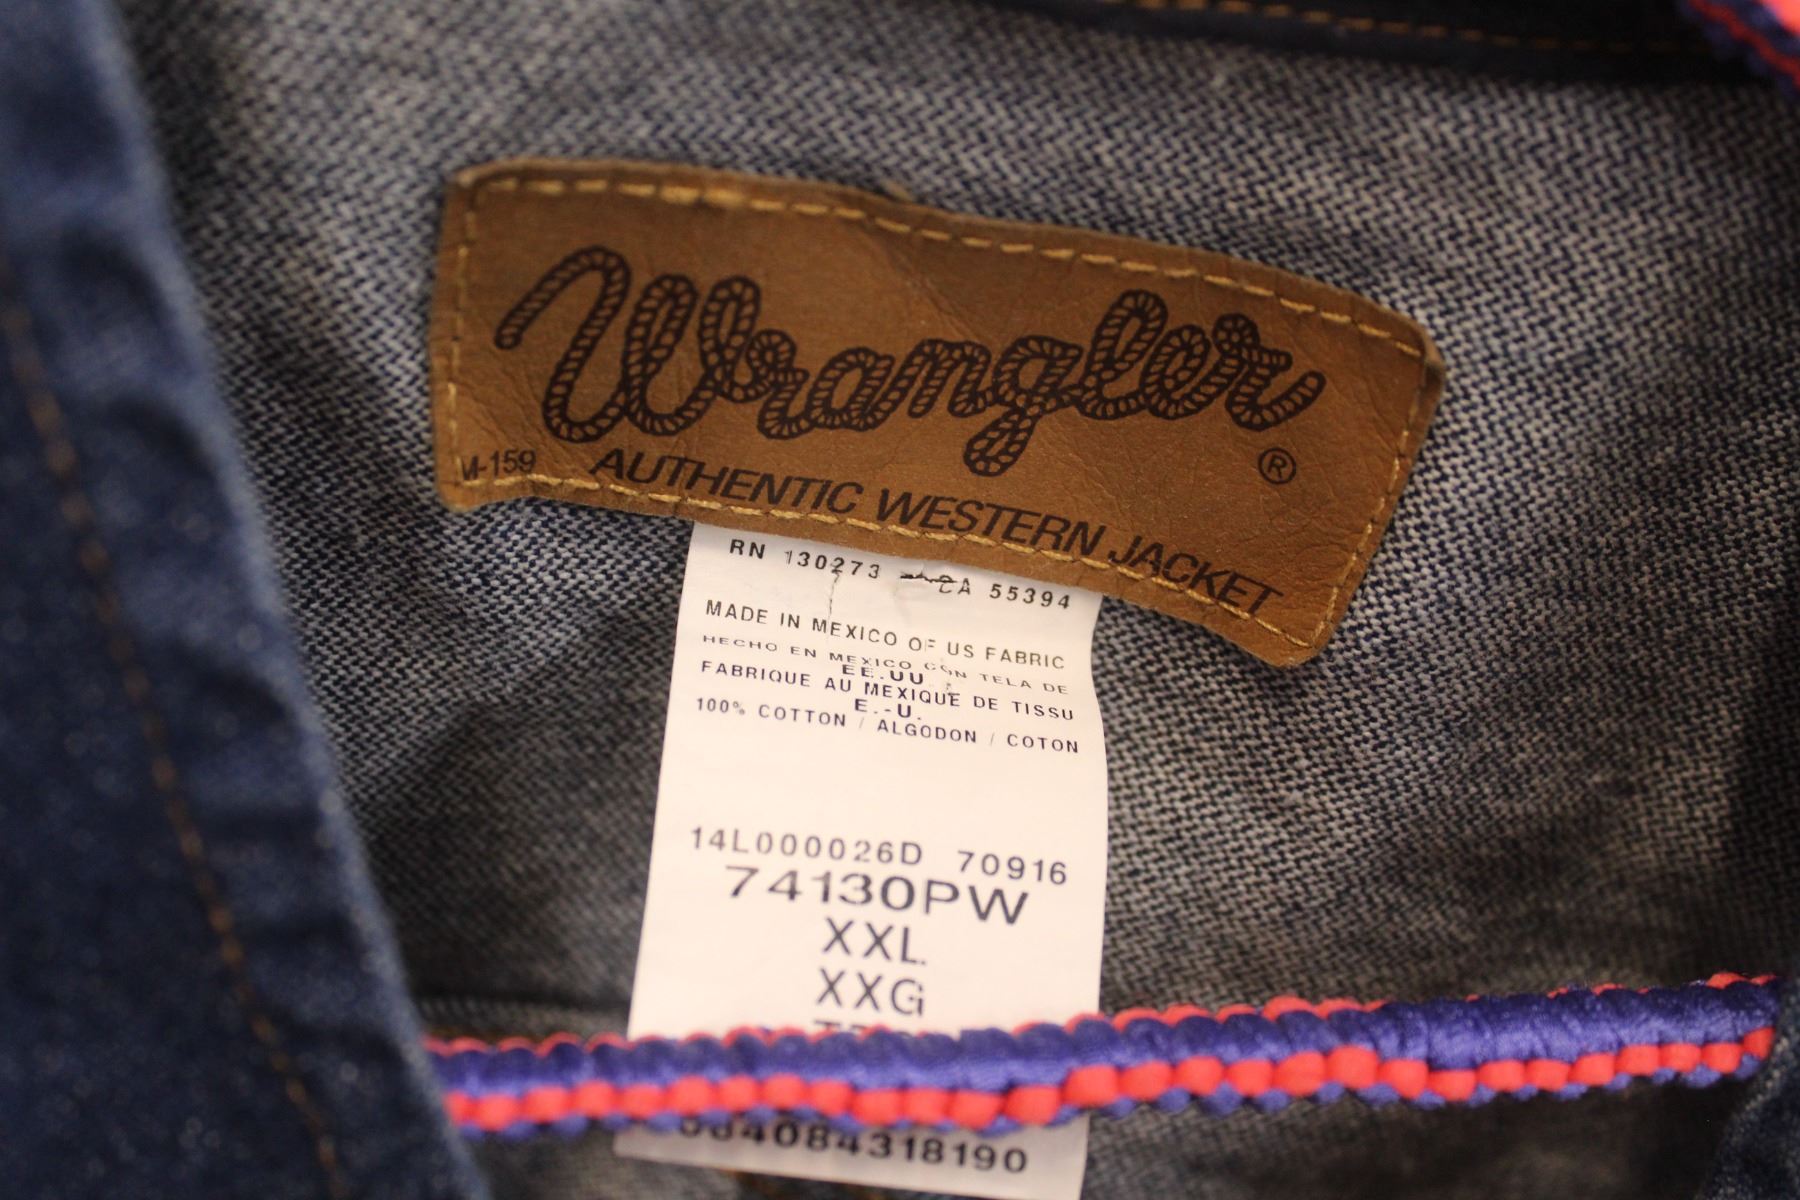 Wrangler ®
M-159 AUTHENTIC WESTERN JACKET
RN 130273 CA 55394
MADE IN MEXICO OF US FABRIC
HECHO EN MEXICO CON TELA DE
EE.UU.
FABRIQUE AU MEXIQUE DE TISSU
E.-U.
100% COTTON / ALGODON / COTON
14L000026D 70916
74130PW
XXL
XXG